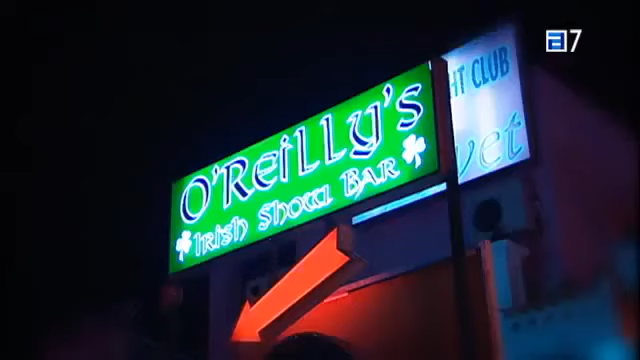 a7
HT CLUB
O'REiLLy's
vet
IRISH SHOW BAR